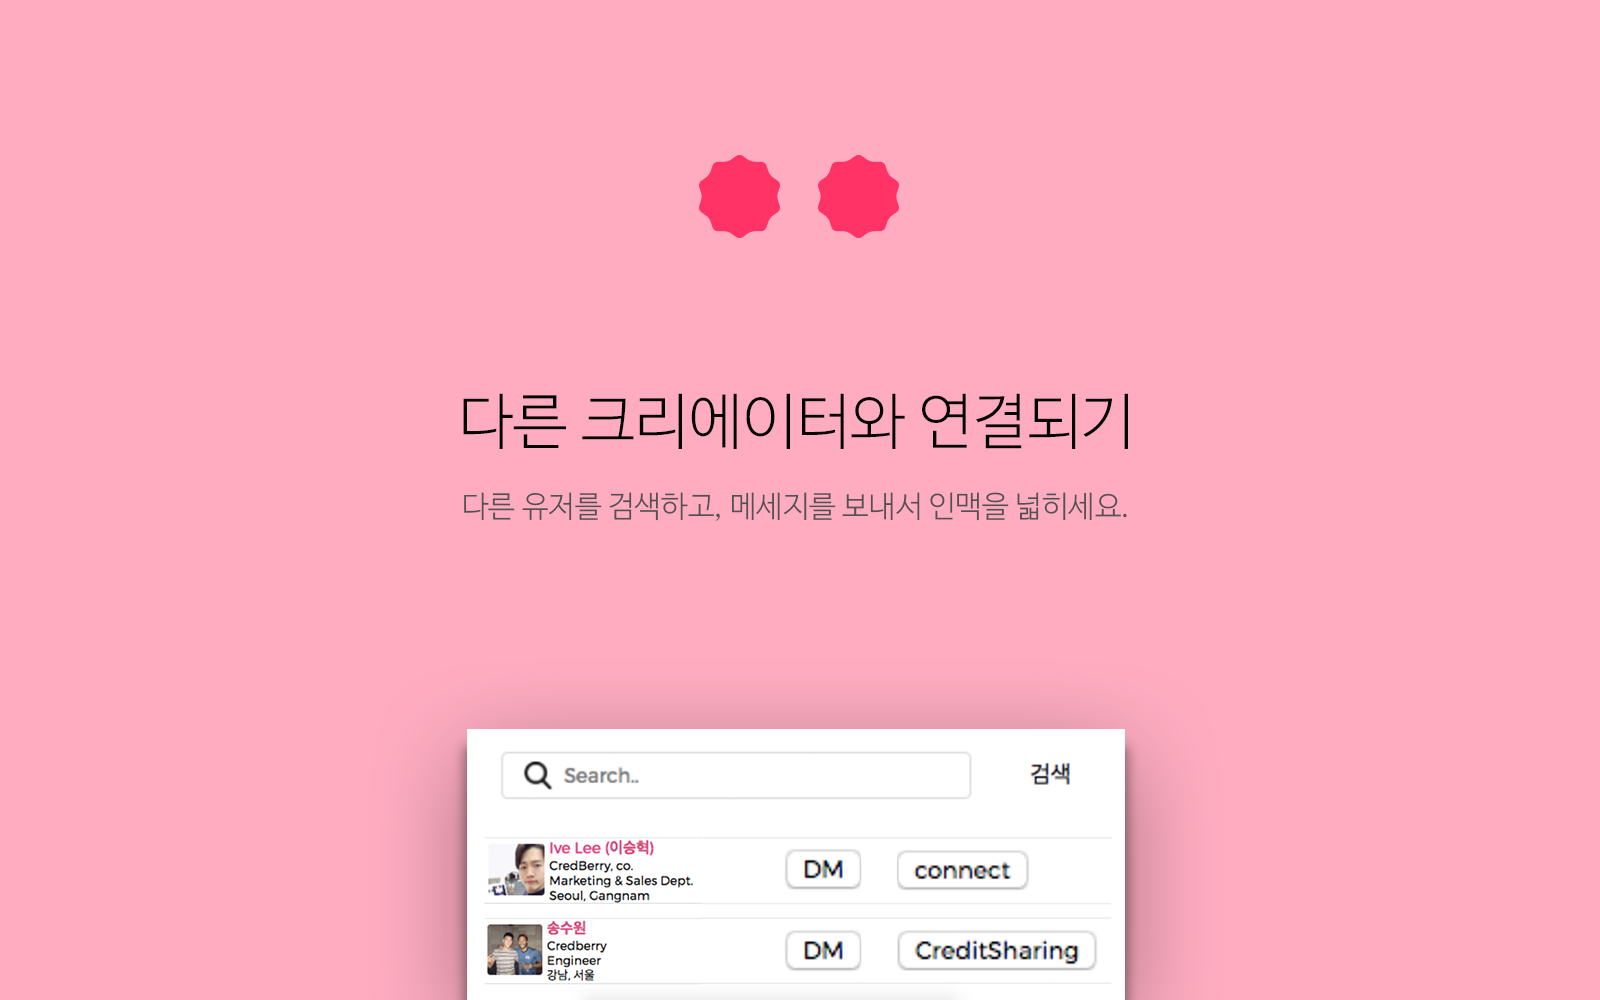 다른 크리에이터와 연결되기
다른 유저를 검색하고, 메세지를 보내서 인맥을 넓히세요.
Search..
검색
Ive Lee (이승혁)
CredBerry, co.
Marketing & Sales Dept.
Seoul, Gangnam
DM
connect
송수원
Credberry
Engineer
강남, 서울
DM
CreditSharing